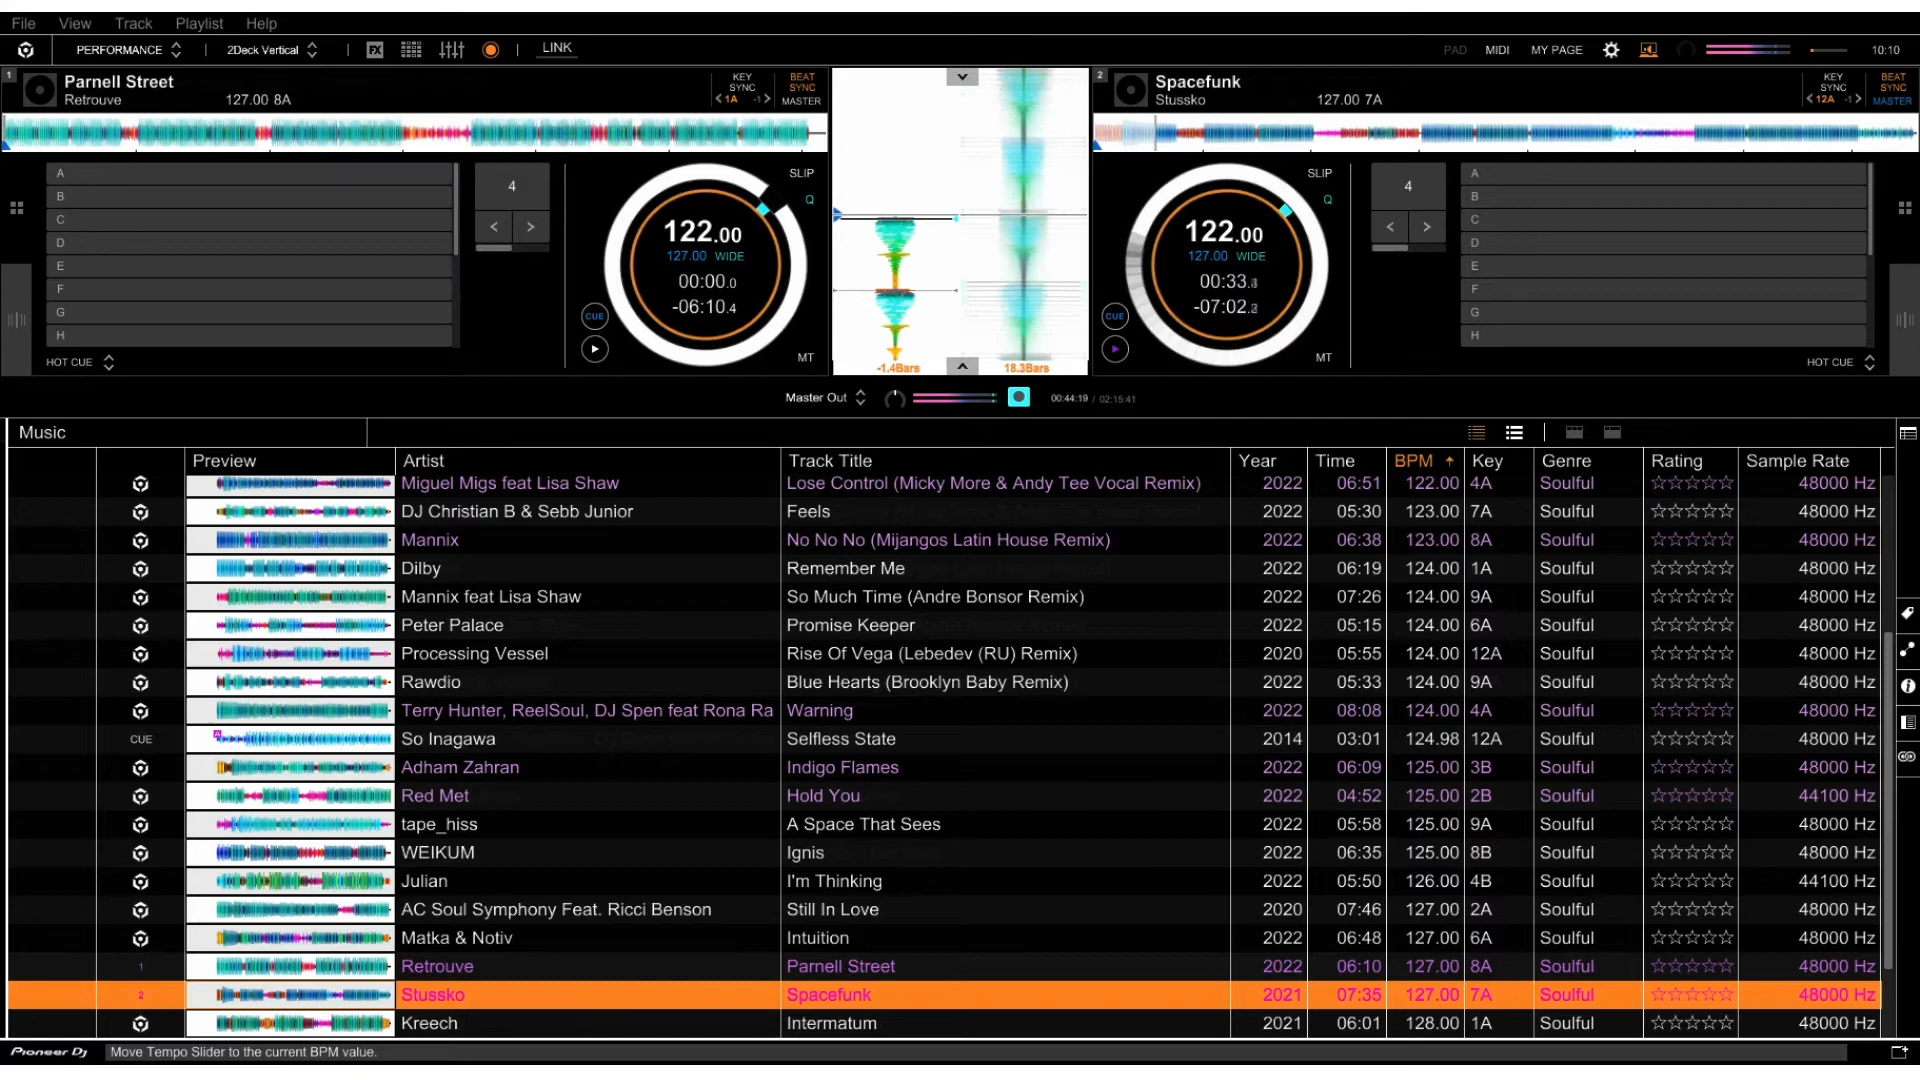 File View Track Playlist Help
PERFORMANCE 2Deck Vertical FX LINK PAD MIDI MY PAGE 10:10
1 Parnell Street KEY SYNC BEAT SYNC
Retrouve 127.00 8A < 1A -1 > MASTER
2 Spacefunk KEY SYNC BEAT SYNC
Stussko 127.00 7A < 12A -1 > MASTER
A
B
C
D
E
F
G
H
HOT CUE
4
< >
SLIP
Q
122.00
127.00 WIDE
00:00.0
-06:10.4
CUE
MT
-1.4Bars 18.3Bars
SLIP
Q
122.00
127.00 WIDE
00:33.
-07:02.
CUE
MT
4
< >
A
B
C
D
E
F
G
H
HOT CUE
Master Out 00:44:19 / 02:15:41
Music
Preview Artist Track Title Year Time BPM Key Genre Rating Sample Rate
Miguel Migs feat Lisa Shaw Lose Control (Micky More & Andy Tee Vocal Remix) 2022 06:51 122.00 4A Soulful ☆☆☆☆☆ 48000 Hz
DJ Christian B & Sebb Junior Feels 2022 05:30 123.00 7A Soulful ☆☆☆☆☆ 48000 Hz
Mannix No No No (Mijangos Latin House Remix) 2022 06:38 123.00 8A Soulful ☆☆☆☆☆ 48000 Hz
Dilby Remember Me 2022 06:19 124.00 1A Soulful ☆☆☆☆☆ 48000 Hz
Mannix feat Lisa Shaw So Much Time (Andre Bonsor Remix) 2022 07:26 124.00 9A Soulful ☆☆☆☆☆ 48000 Hz
Peter Palace Promise Keeper 2022 05:15 124.00 6A Soulful ☆☆☆☆☆ 48000 Hz
Processing Vessel Rise Of Vega (Lebedev (RU) Remix) 2020 05:55 124.00 12A Soulful ☆☆☆☆☆ 48000 Hz
Rawdio Blue Hearts (Brooklyn Baby Remix) 2022 05:33 124.00 9A Soulful ☆☆☆☆☆ 48000 Hz
Terry Hunter, ReelSoul, DJ Spen feat Rona Ra Warning 2022 08:08 124.00 4A Soulful ☆☆☆☆☆ 48000 Hz
CUE So Inagawa Selfless State 2014 03:01 124.98 12A Soulful ☆☆☆☆☆ 48000 Hz
Adham Zahran Indigo Flames 2022 06:09 125.00 3B Soulful ☆☆☆☆☆ 48000 Hz
Red Met Hold You 2022 04:52 125.00 2B Soulful ☆☆☆☆☆ 44100 Hz
tape_hiss A Space That Sees 2022 05:58 125.00 9A Soulful ☆☆☆☆☆ 48000 Hz
WEIKUM Ignis 2022 06:35 125.00 8B Soulful ☆☆☆☆☆ 48000 Hz
Julian I'm Thinking 2022 05:50 126.00 4B Soulful ☆☆☆☆☆ 44100 Hz
AC Soul Symphony Feat. Ricci Benson Still In Love 2020 07:46 127.00 2A Soulful ☆☆☆☆☆ 48000 Hz
Matka & Notiv Intuition 2022 06:48 127.00 6A Soulful ☆☆☆☆☆ 48000 Hz
1 Retrouve Parnell Street 2022 06:10 127.00 8A Soulful ☆☆☆☆☆ 48000 Hz
2 Stussko Spacefunk 2021 07:35 127.00 7A Soulful ☆☆☆☆☆ 48000 Hz
Kreech Intermatum 2021 06:01 128.00 1A Soulful ☆☆☆☆☆ 48000 Hz
Pioneer Dj Move Tempo Slider to the current BPM value.